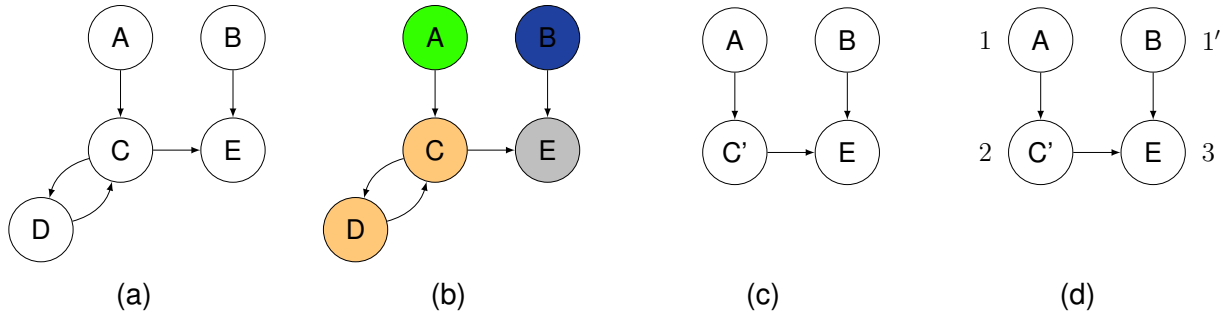 A B A B A B 1 A B 1′
C E C E C' E 2 C' E 3
D D
(a) (b) (c) (d)